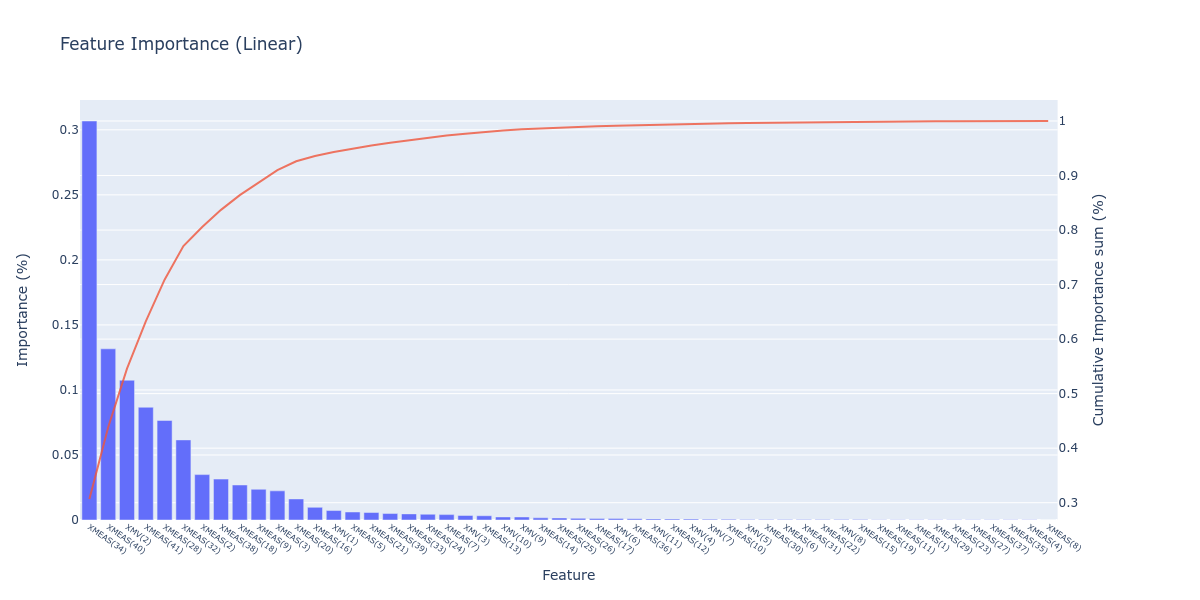 Feature Importance (Linear)
0.3
0.25
0.2
0.15
0.1
0.05
0
Importance (%)
1
0.9
0.8
0.7
0.6
0.5
0.4
0.3
Cumulative Importance sum (%)
XMEAS(34)
XMEAS(40)
XMV(2)
XMEAS(41)
XMEAS(28)
XMEAS(32)
XMEAS(2)
XMEAS(38)
XMEAS(18)
XMEAS(9)
XMEAS(3)
XMEAS(20)
XMEAS(16)
XMV(1)
XMEAS(5)
XMEAS(21)
XMEAS(39)
XMEAS(33)
XMEAS(24)
XMEAS(7)
XMV(3)
XMEAS(13)
XMV(10)
XMV(9)
XMEAS(14)
XMEAS(25)
XMEAS(26)
XMEAS(17)
XMV(6)
XMEAS(36)
XMV(11)
XMEAS(12)
XMV(4)
XMV(7)
XMEAS(10)
XMV(5)
XMEAS(30)
XMEAS(6)
XMEAS(31)
XMEAS(22)
XMV(8)
XMEAS(15)
XMEAS(19)
XMEAS(11)
XMEAS(1)
XMEAS(29)
XMEAS(23)
XMEAS(27)
XMEAS(37)
XMEAS(35)
XMEAS(4)
XMEAS(8)
Feature